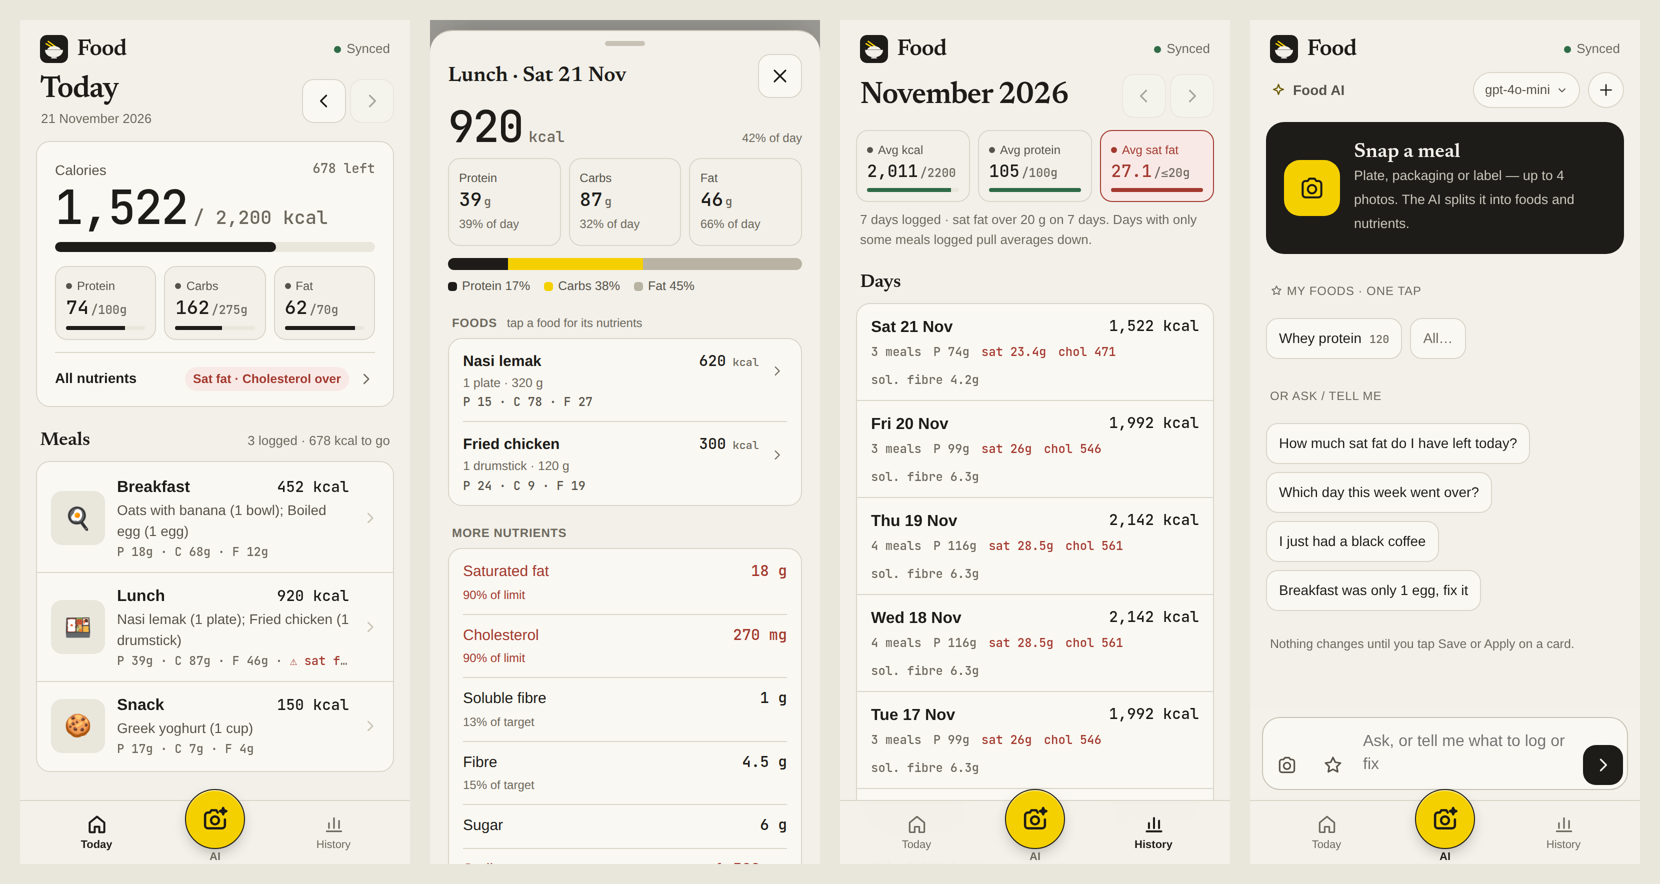 Food
Synced
Today
21 November 2026
Calories
678 left
1,522 / 2,200 kcal
Protein
74/100g
Carbs
162/275g
Fat
62/70g
All nutrients
Sat fat · Cholesterol over
Meals
3 logged · 678 kcal to go
Breakfast
452 kcal
Oats with banana (1 bowl); Boiled
egg (1 egg)
P 18g · C 68g · F 12g
Lunch
920 kcal
Nasi lemak (1 plate); Fried chicken (1
drumstick)
P 39g · C 87g · F 46g · ⚠ sat f…
Snack
150 kcal
Greek yoghurt (1 cup)
P 17g · C 7g · F 4g
Today
AI
History
Lunch · Sat 21 Nov
920 kcal
42% of day
Protein
39 g
39% of day
Carbs
87 g
32% of day
Fat
46 g
66% of day
Protein 17%
Carbs 38%
Fat 45%
FOODS tap a food for its nutrients
Nasi lemak
620 kcal
1 plate · 320 g
P 15 · C 78 · F 27
Fried chicken
300 kcal
1 drumstick · 120 g
P 24 · C 9 · F 19
MORE NUTRIENTS
Saturated fat
18 g
90% of limit
Cholesterol
270 mg
90% of limit
Soluble fibre
1 g
13% of target
Fibre
4.5 g
15% of target
Sugar
6 g
Food
Synced
November 2026
Avg kcal
2,011/2200
Avg protein
105/100g
Avg sat fat
27.1/≤20g
7 days logged · sat fat over 20 g on 7 days. Days with only
some meals logged pull averages down.
Days
Sat 21 Nov
1,522 kcal
3 meals P 74g sat 23.4g chol 471
sol. fibre 4.2g
Fri 20 Nov
1,992 kcal
3 meals P 99g sat 26g chol 546
sol. fibre 6.3g
Thu 19 Nov
2,142 kcal
4 meals P 116g sat 28.5g chol 561
sol. fibre 6.3g
Wed 18 Nov
2,142 kcal
4 meals P 116g sat 28.5g chol 561
sol. fibre 6.3g
Tue 17 Nov
1,992 kcal
3 meals P 99g sat 26g chol 546
sol. fibre 6.3g
Today
AI
History
Food
Synced
Food AI
gpt-4o-mini
Snap a meal
Plate, packaging or label — up to 4
photos. The AI splits it into foods and
nutrients.
MY FOODS · ONE TAP
Whey protein 120
All…
OR ASK / TELL ME
How much sat fat do I have left today?
Which day this week went over?
I just had a black coffee
Breakfast was only 1 egg, fix it
Nothing changes until you tap Save or Apply on a card.
Ask, or tell me what to log or
fix
Today
AI
History